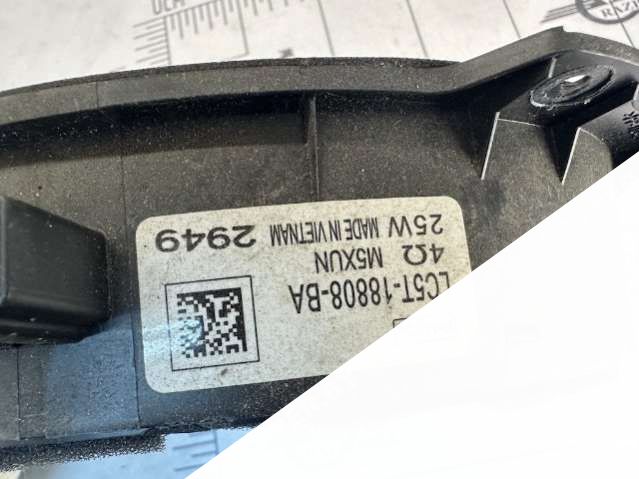 LC5T-18808-BA
4Ω M5XUN
25W MADE IN VIETNAM 2949